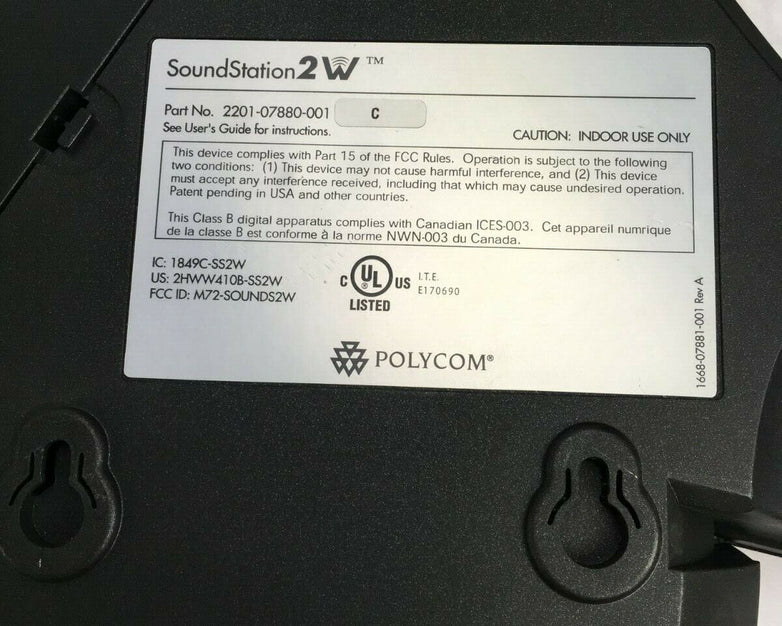 SoundStation2W™
Part No. 2201-07880-001 C
See User's Guide for instructions.
CAUTION: INDOOR USE ONLY
This device complies with Part 15 of the FCC Rules. Operation is subject to the following
two conditions: (1) This device may not cause harmful interference, and (2) This device
must accept any interference received, including that which may cause undesired operation.
Patent pending in USA and other countries.
This Class B digital apparatus complies with Canadian ICES-003. Cet appareil numrique
de la classe B est conforme à la norme NWN-003 du Canada.
IC: 1849C-SS2W
US: 2HWW410B-SS2W
FCC ID: M72-SOUNDS2W
C UL® US
LISTED
I.T.E.
E170690
POLYCOM®
1668-07881-001 Rev A